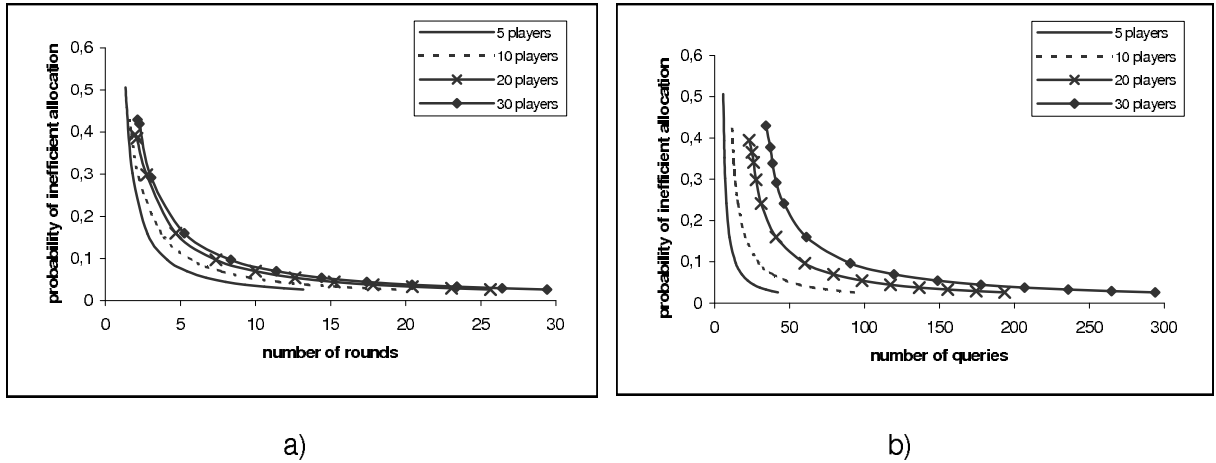 5 players
10 players
20 players
30 players
probability of inefficient allocation
0,6
0,5
0,4
0,3
0,2
0,1
0
0 5 10 15 20 25 30
number of rounds
a)
5 players
10 players
20 players
30 players
probability of inefficient allocation
0,6
0,5
0,4
0,3
0,2
0,1
0
0 50 100 150 200 250 300
number of queries
b)